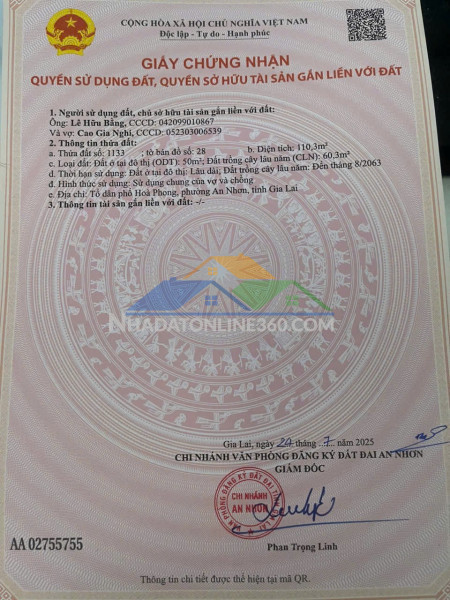 CỘNG HÒA XÃ HỘI CHỦ NGHĨA VIỆT NAM
Độc lập - Tự do - Hạnh phúc
GIẤY CHỨNG NHẬN
QUYỀN SỬ DỤNG ĐẤT, QUYỀN SỞ HỮU TÀI SẢN GẮN LIỀN VỚI ĐẤT
1. Người sử dụng đất, chủ sở hữu tài sản gắn liền với đất:
Ông: Lê Hữu Bằng, CCCD: 042099010867
Và vợ: Cao Gia Nghi, CCCD: 052303006539
2. Thông tin thửa đất:
a. Thửa đất số: 1133 , tờ bản đồ số: 28 b. Diện tích: 110,3m²
c. Loại đất: Đất ở tại đô thị (ODT): 50m²; Đất trồng cây lâu năm (CLN): 60,3m²
d. Thời hạn sử dụng: Đất ở tại đô thị: Lâu dài; Đất trồng cây lâu năm: Đến tháng 8/2063
đ. Hình thức sử dụng: Sử dụng chung của vợ và chồng
e. Địa chỉ: Tổ dân phố Hoà Phong, phường An Nhơn, tỉnh Gia Lai
3. Thông tin tài sản gắn liền với đất: -/-
NHADATONLINE360.COM
Gia Lai, ngày 24 tháng 7 năm 2025
CHI NHÁNH VĂN PHÒNG ĐĂNG KÝ ĐẤT ĐAI AN NHƠN
GIÁM ĐỐC
CHI NHÁNH
AN NHƠN
AA 02755755
Phan Trọng Linh
Thông tin chi tiết được thể hiện tại mã QR.